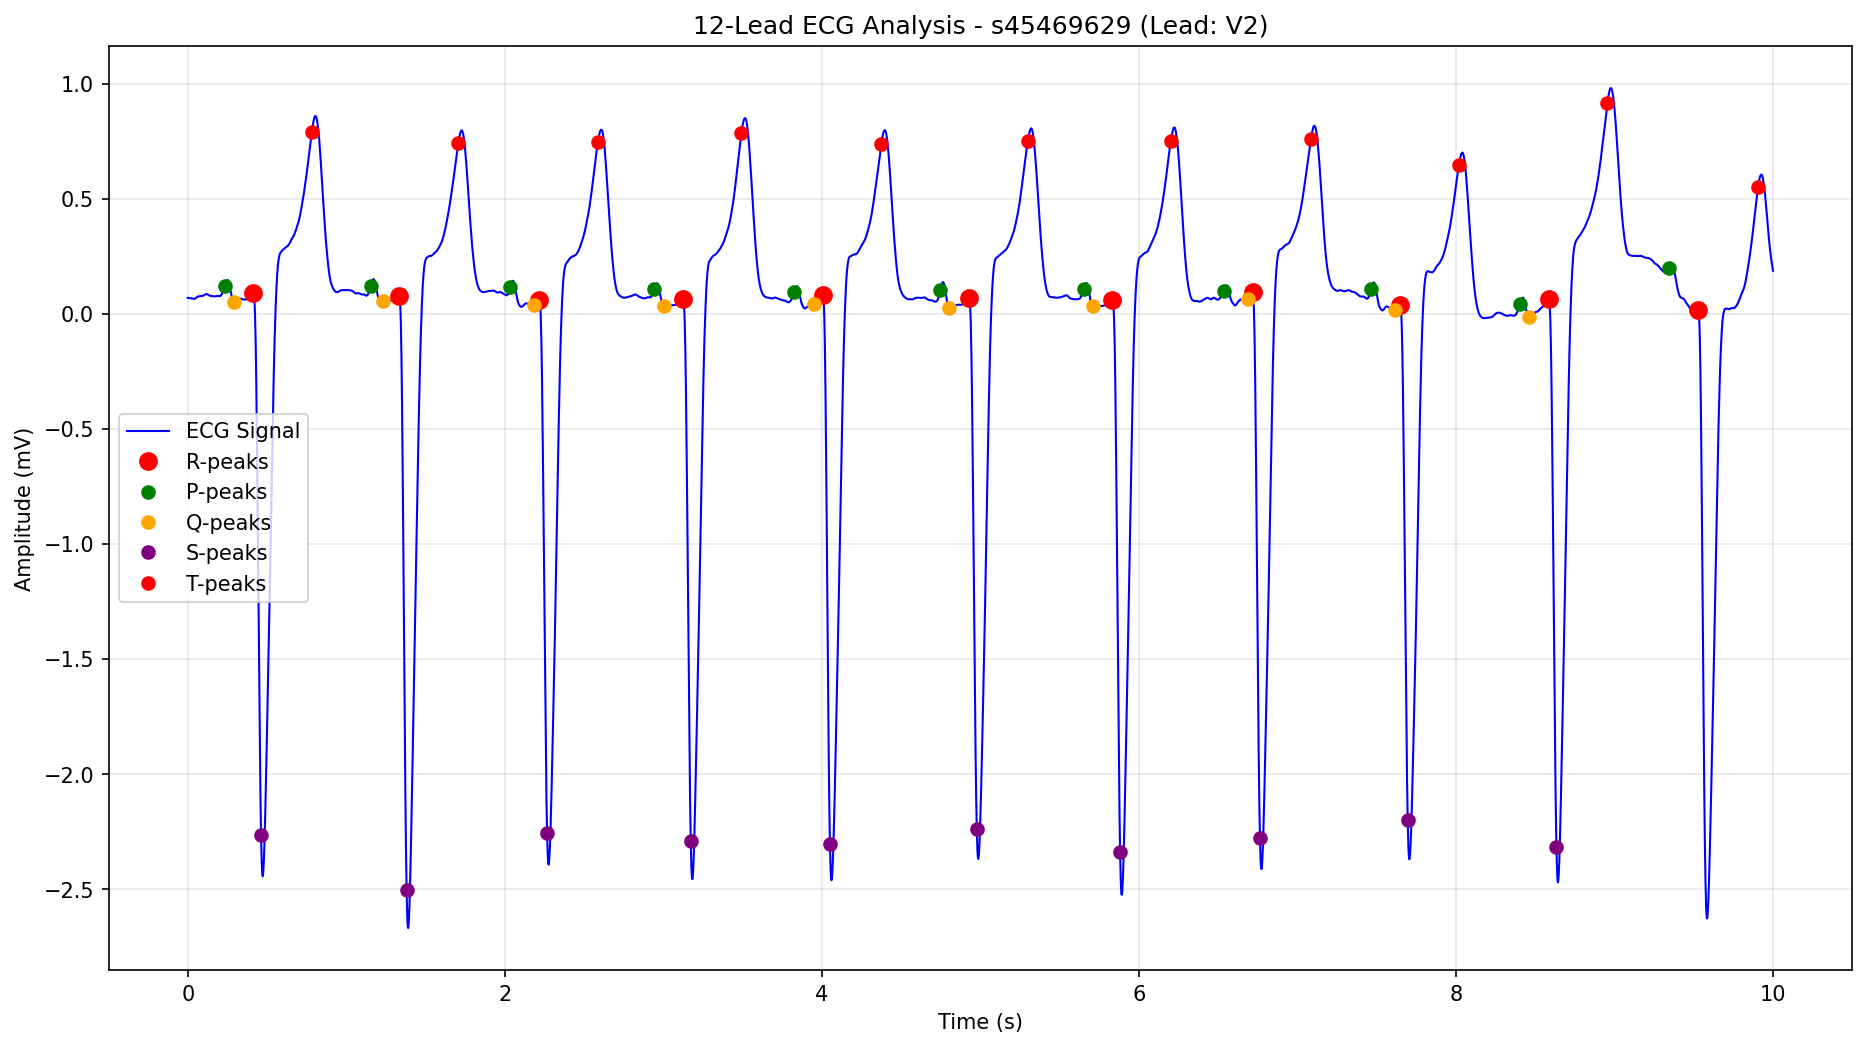 12-Lead ECG Analysis - s45469629 (Lead: V2)
1.0
0.5
0.0
−0.5
−1.0
−1.5
−2.0
−2.5
Amplitude (mV)
ECG Signal
R-peaks
P-peaks
Q-peaks
S-peaks
T-peaks
0 2 4 6 8 10
Time (s)